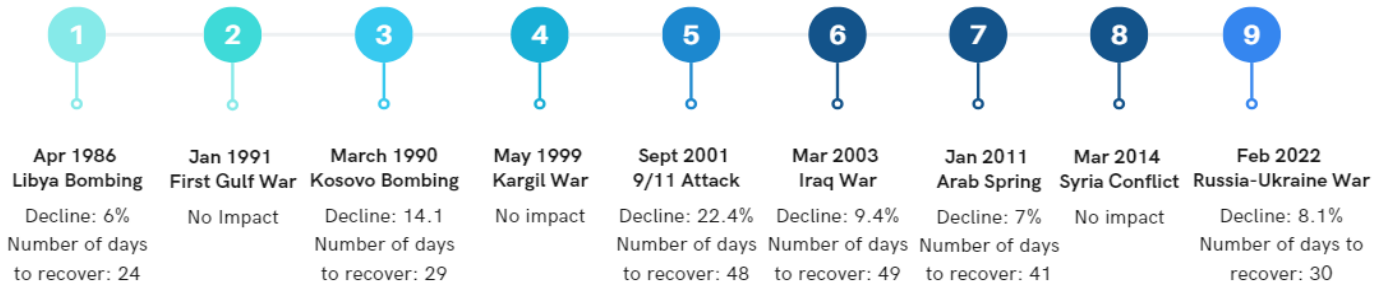 1
2
3
4
5
6
7
8
9
Apr 1986
Libya Bombing
Decline: 6%
Number of days
to recover: 24
Jan 1991
First Gulf War
No Impact
March 1990
Kosovo Bombing
Decline: 14.1
Number of days
to recover: 29
May 1999
Kargil War
No impact
Sept 2001
9/11 Attack
Decline: 22.4%
Number of days
to recover: 48
Mar 2003
Iraq War
Decline: 9.4%
Number of days
to recover: 49
Jan 2011
Arab Spring
Decline: 7%
Number of days
to recover: 41
Mar 2014
Syria Conflict
No impact
Feb 2022
Russia-Ukraine War
Decline: 8.1%
Number of days to
recover: 30